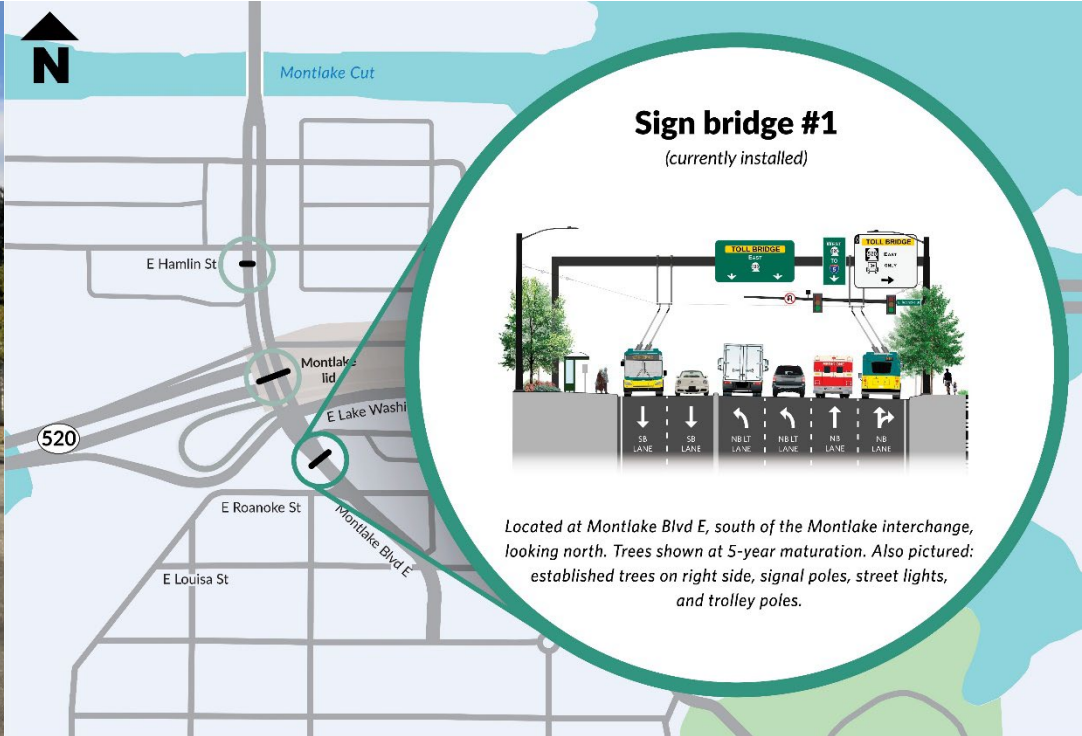 N
Montlake Cut
Sign bridge #1
(currently installed)
TOLL BRIDGE
EAST
TO
5
TOLL BRIDGE
520 EAST
ONLY
E Hamlin St
Montlake
lid
E Lake Washi
520
SB
LANE
SB
LANE
NB LT
LANE
NB LT
LANE
NB
LANE
NB
LANE
E Roanoke St
Montlake Blvd E
E Louisa St
Located at Montlake Blvd E, south of the Montlake interchange,
looking north. Trees shown at 5-year maturation. Also pictured:
established trees on right side, signal poles, street lights,
and trolley poles.